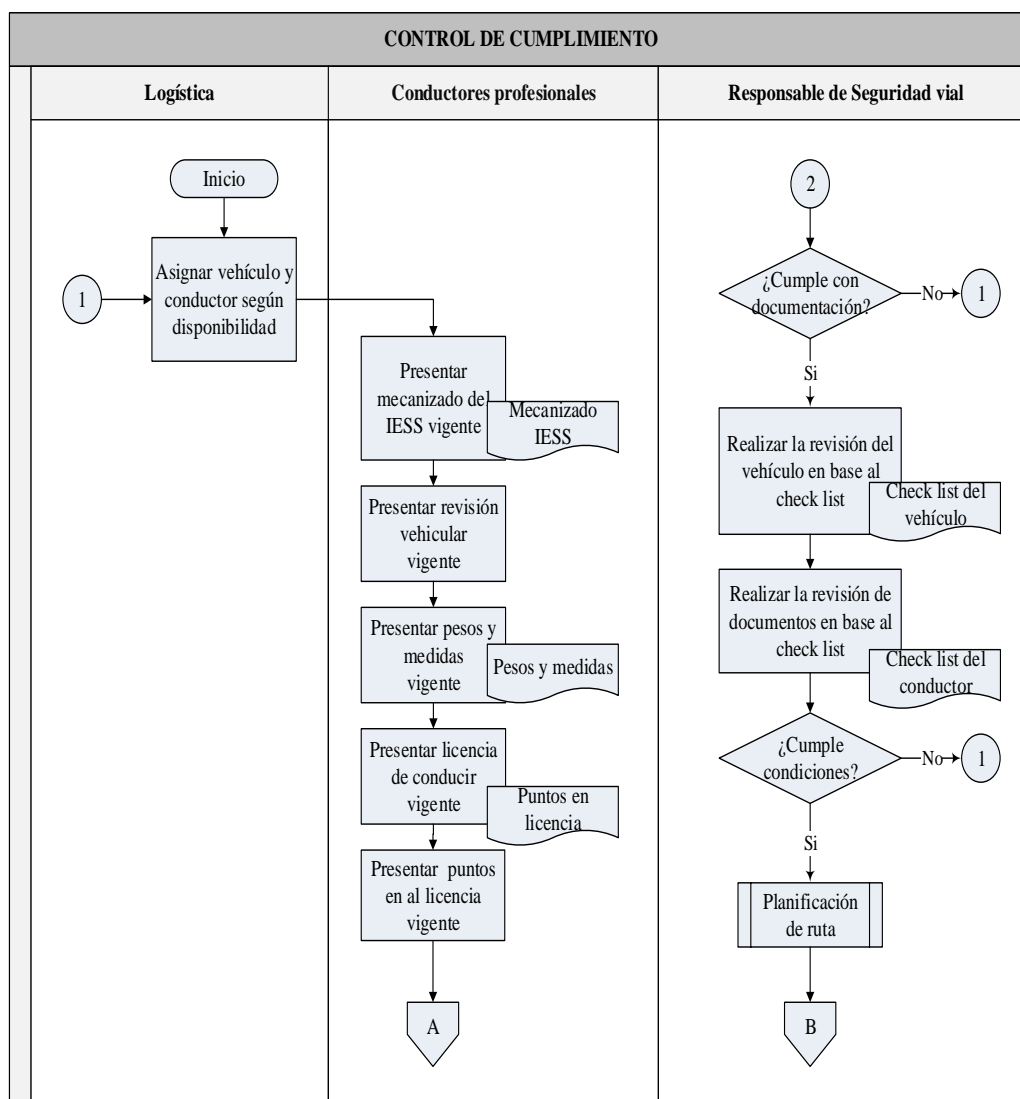 CONTROL DE CUMPLIMIENTO
Logística
Conductores profesionales
Responsable de Seguridad vial
Inicio
1
Asignar vehículo y
conductor según
disponibilidad
Presentar
mecanizado del
IESS vigente
Mecanizado
IESS
Presentar revisión
vehicular
vigente
Presentar pesos y
medidas
vigente
Pesos y medidas
Presentar licencia
de conducir
vigente
Puntos en
licencia
Presentar puntos
en al licencia
vigente
A
2
¿Cumple con
documentación?
No
1
Si
Realizar la revisión del
vehículo en base al
check list
Check list del
vehículo
Realizar la revisión de
documentos en base al
check list
Check list del
conductor
¿Cumple
condiciones?
No
1
Si
Planificación
de ruta
B